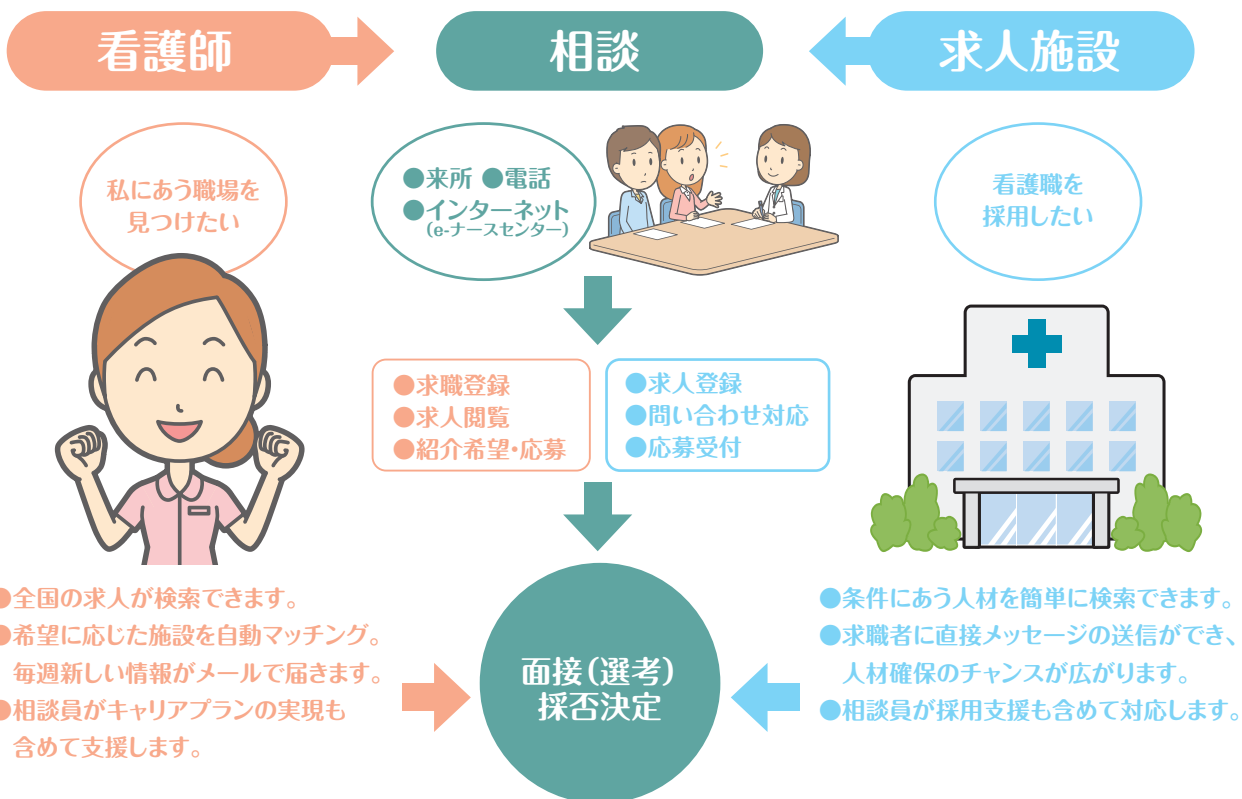 看護師
相談
求人施設
私にあう職場を
見つけたい
●来所 ●電話
●インターネット
(e-ナースセンター)
看護職を
採用したい
●求職登録
●求人閲覧
●紹介希望・応募
●求人登録
●問い合わせ対応
●応募受付
●全国の求人が検索できます。
●希望に応じた施設を自動マッチング。
毎週新しい情報がメールで届きます。
●相談員がキャリアプランの実現も
含めて支援します。
面接(選考)
採否決定
●条件にあう人材を簡単に検索できます。
●求職者に直接メッセージの送信ができ、
人材確保のチャンスが広がります。
●相談員が採用支援も含めて対応します。